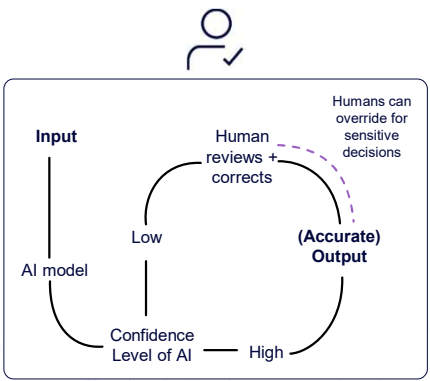 Humans can
override for
sensitive
decisions
Input
Human
reviews +
corrects
Low
(Accurate)
Output
AI model
Confidence
Level of AI
High